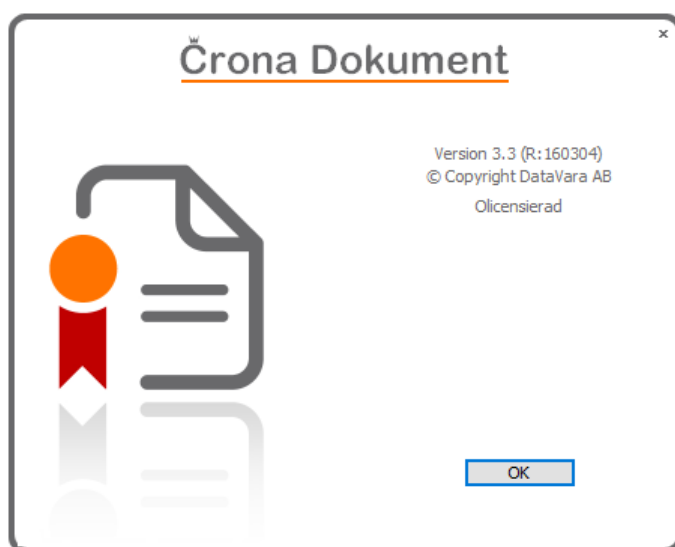 Črona Dokument
Version 3.3 (R:160304)
© Copyright DataVara AB
Olicensierad
OK